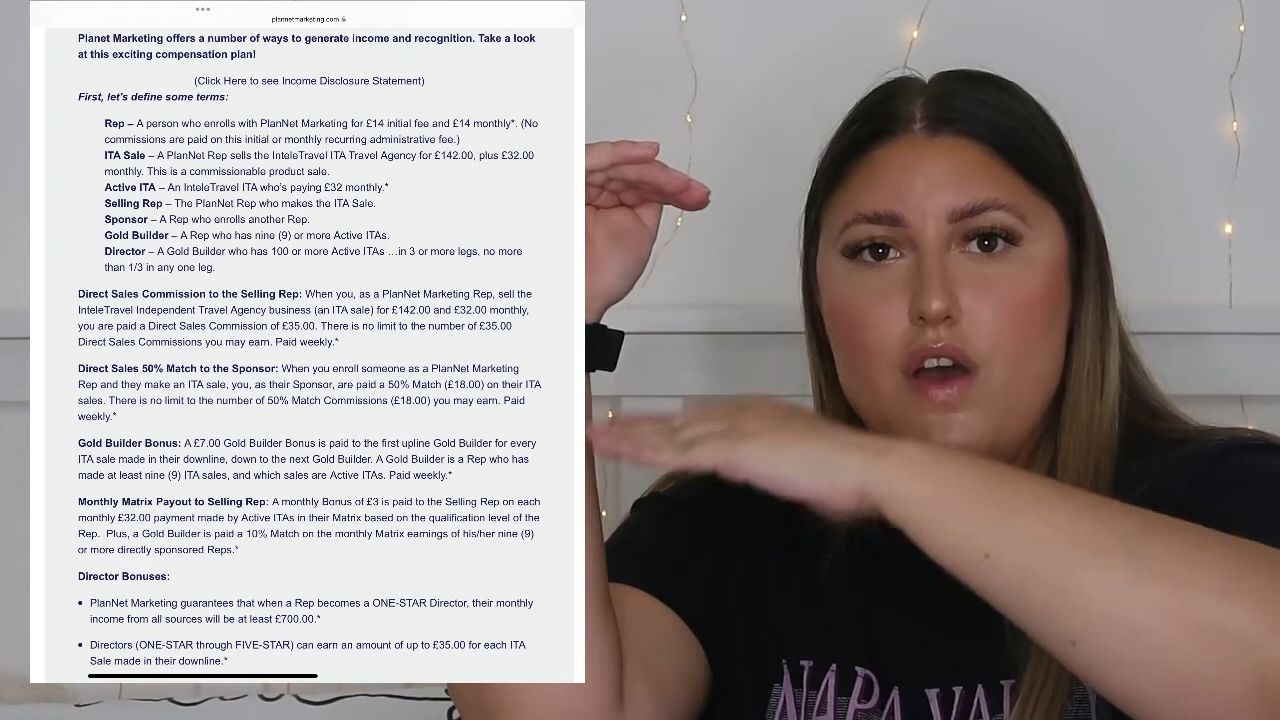 plannetmarketing.com
Planet Marketing offers a number of ways to generate income and recognition. Take a look
at this exciting compensation plan!
(Click Here to see Income Disclosure Statement)
First, let's define some terms:
Rep – A person who enrolls with PlanNet Marketing for £14 initial fee and £14 monthly*. (No
commissions are paid on this initial or monthly recurring administrative fee.)
ITA Sale – A PlanNet Rep sells the InteleTravel ITA Travel Agency for £142.00, plus £32.00
monthly. This is a commissionable product sale.
Active ITA – An InteleTravel ITA who's paying £32 monthly.*
Selling Rep – The PlanNet Rep who makes the ITA Sale.
Sponsor – A Rep who enrolls another Rep.
Gold Builder – A Rep who has nine (9) or more Active ITAs.
Director – A Gold Builder who has 100 or more Active ITAs …in 3 or more legs, no more
than 1/3 in any one leg.
Direct Sales Commission to the Selling Rep: When you, as a PlanNet Marketing Rep, sell the
InteleTravel Independent Travel Agency business (an ITA sale) for £142.00 and £32.00 monthly,
you are paid a Direct Sales Commission of £35.00. There is no limit to the number of £35.00
Direct Sales Commissions you may earn. Paid weekly.*
Direct Sales 50% Match to the Sponsor: When you enroll someone as a PlanNet Marketing
Rep and they make an ITA sale, you, as their Sponsor, are paid a 50% Match (£18.00) on their ITA
sales. There is no limit to the number of 50% Match Commissions (£18.00) you may earn. Paid
weekly.*
Gold Builder Bonus: A £7.00 Gold Builder Bonus is paid to the first upline Gold Builder for every
ITA sale made in their downline, down to the next Gold Builder. A Gold Builder is a Rep who has
made at least nine (9) ITA sales, and which sales are Active ITAs. Paid weekly.*
Monthly Matrix Payout to Selling Rep: A monthly Bonus of £3 is paid to the Selling Rep on each
monthly £32.00 payment made by Active ITAs in their Matrix based on the qualification level of the
Rep. Plus, a Gold Builder is paid a 10% Match on the monthly Matrix earnings of his/her nine (9)
or more directly sponsored Reps.*
Director Bonuses:
• PlanNet Marketing guarantees that when a Rep becomes a ONE-STAR Director, their monthly
income from all sources will be at least £700.00.*
• Directors (ONE-STAR through FIVE-STAR) can earn an amount of up to £35.00 for each ITA
Sale made in their downline.*
NAPA